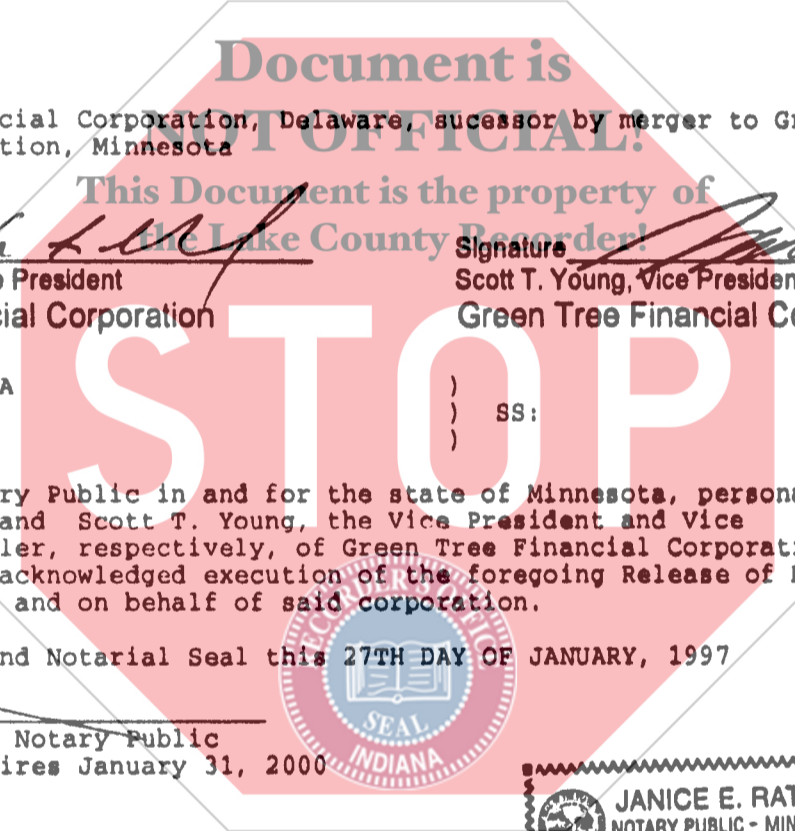 Document is
NOT OFFICIAL!
This Document is the property of
the Lake County Recorder!
STOP
cial Corporation, Delaware, sucessor by merger to Gr
tion, Minnesota
Signature
President
Scott T. Young, Vice Presiden
cial Corporation
Green Tree Financial Co
A )
) SS:
)
ry Public in and for the state of Minnesota, persona
and Scott T. Young, the Vice President and Vice
ler, respectively, of Green Tree Financial Corporat
acknowledged execution of the foregoing Release of
and on behalf of said corporation.
nd Notarial Seal this 27TH DAY OF JANUARY, 1997
Notary Public
ires January 31, 2000
RECORDER'S OFFICE
SEAL
INDIANA
JANICE E. RAT
NOTARY PUBLIC - MIN